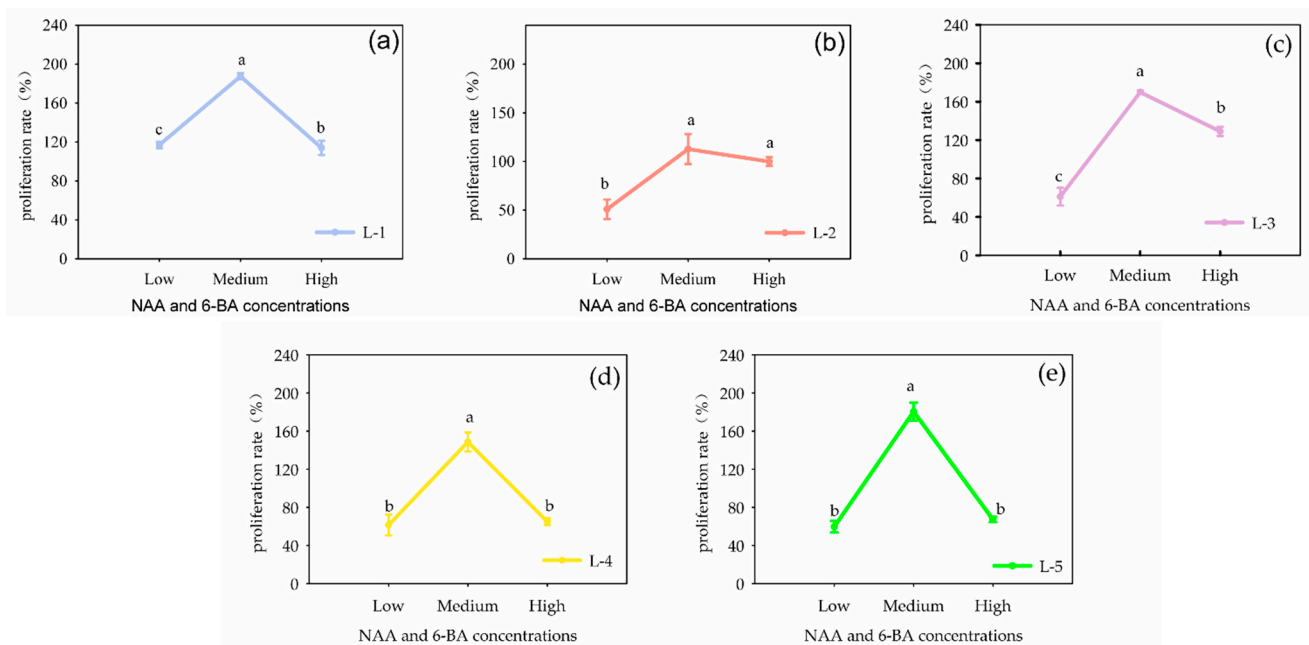 (a)
proliferation rate（%）
240
200
160
120
80
40
0
c
a
b
L-1
Low Medium High
NAA and 6-BA concentrations
(b)
proliferation rate（%）
200
150
100
50
0
b
a
a
L-2
Low Medium High
NAA and 6-BA concentrations
(c)
proliferation rate（%）
240
200
160
120
80
40
0
c
a
b
L-3
Low Medium High
NAA and 6-BA concentrations
(d)
proliferation rate（%）
240
200
160
120
80
40
0
b
a
b
L-4
Low Medium High
NAA and 6-BA concentrations
(e)
proliferation rate（%）
240
200
160
120
80
40
0
b
a
b
L-5
Low Medium High
NAA and 6-BA concentrations